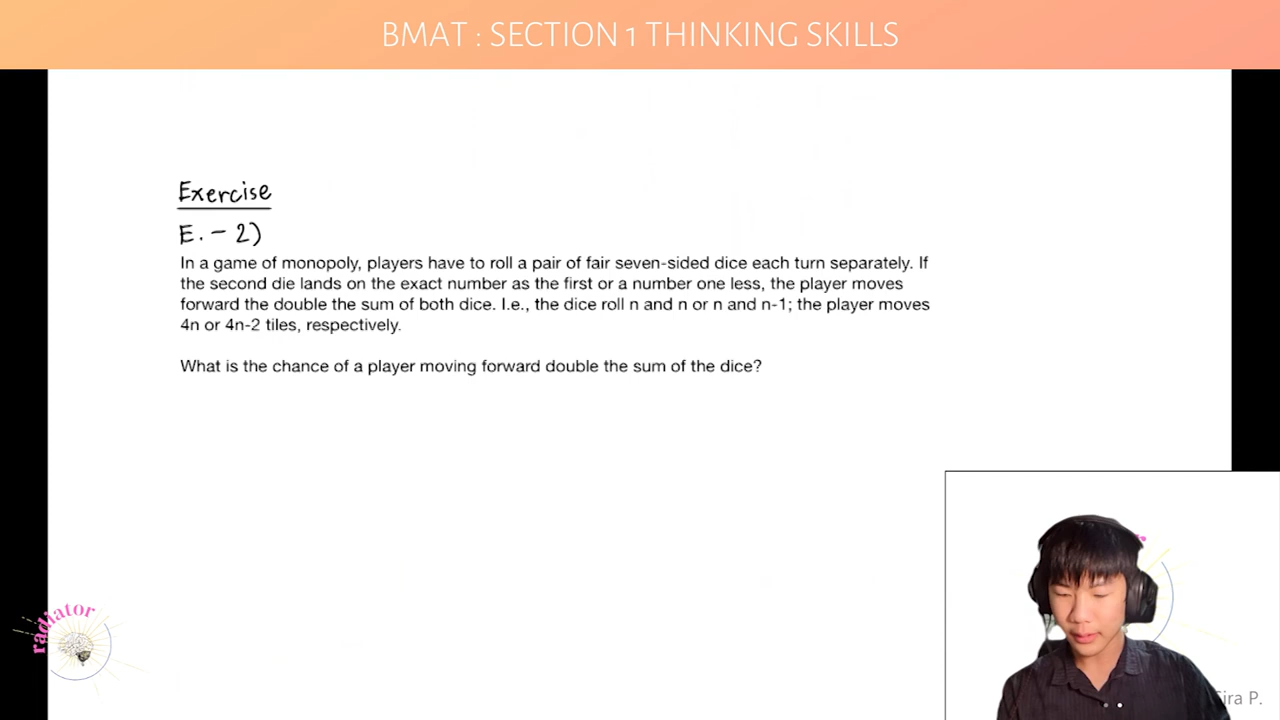 BMAT : SECTION 1 THINKING SKILLS
Exercise
E. - 2)
In a game of monopoly, players have to roll a pair of fair seven-sided dice each turn separately. If
the second die lands on the exact number as the first or a number one less, the player moves
forward the double the sum of both dice. I.e., the dice roll n and n or n and n-1; the player moves
4n or 4n-2 tiles, respectively.
What is the chance of a player moving forward double the sum of the dice?
radiator
P.